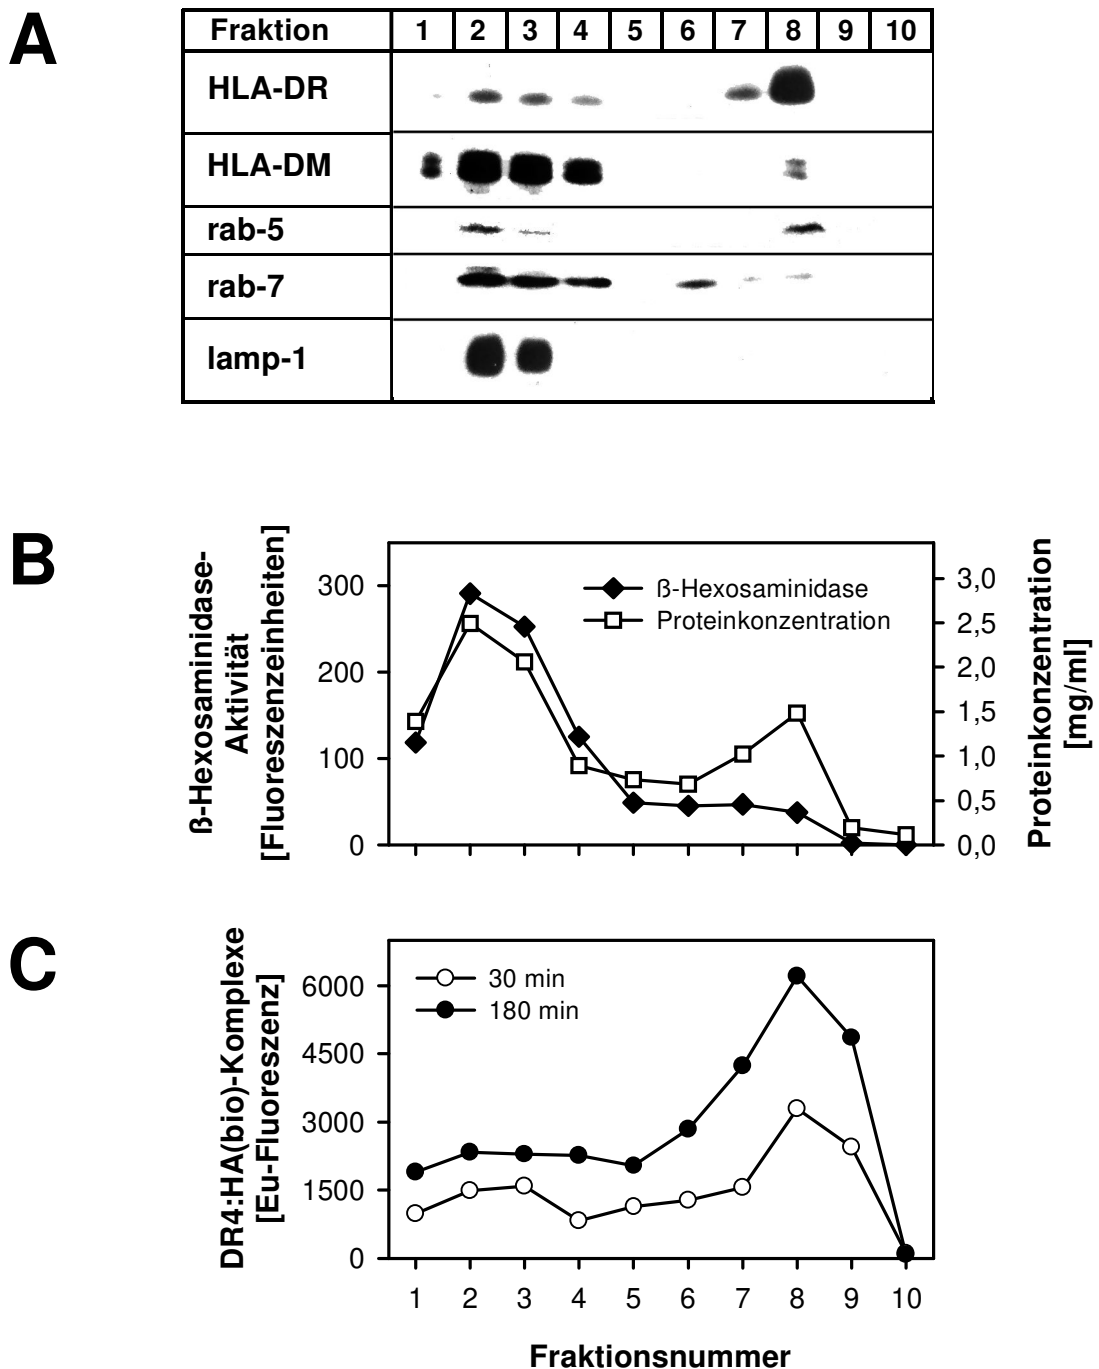 A
Fraktion 1 2 3 4 5 6 7 8 9 10
HLA-DR
HLA-DM
rab-5
rab-7
lamp-1
B
ß-Hexosaminidase-
Aktivität
[Fluoreszenzeinheiten]
300
200
100
0
ß-Hexosaminidase
Proteinkonzentration
3,0
2,5
2,0
1,5
1,0
0,5
0,0
Proteinkonzentration
[mg/ml]
C
DR4:HA(bio)-Komplexe
[Eu-Fluoreszenz]
6000
4500
3000
1500
0
30 min
180 min
1 2 3 4 5 6 7 8 9 10
Fraktionsnummer